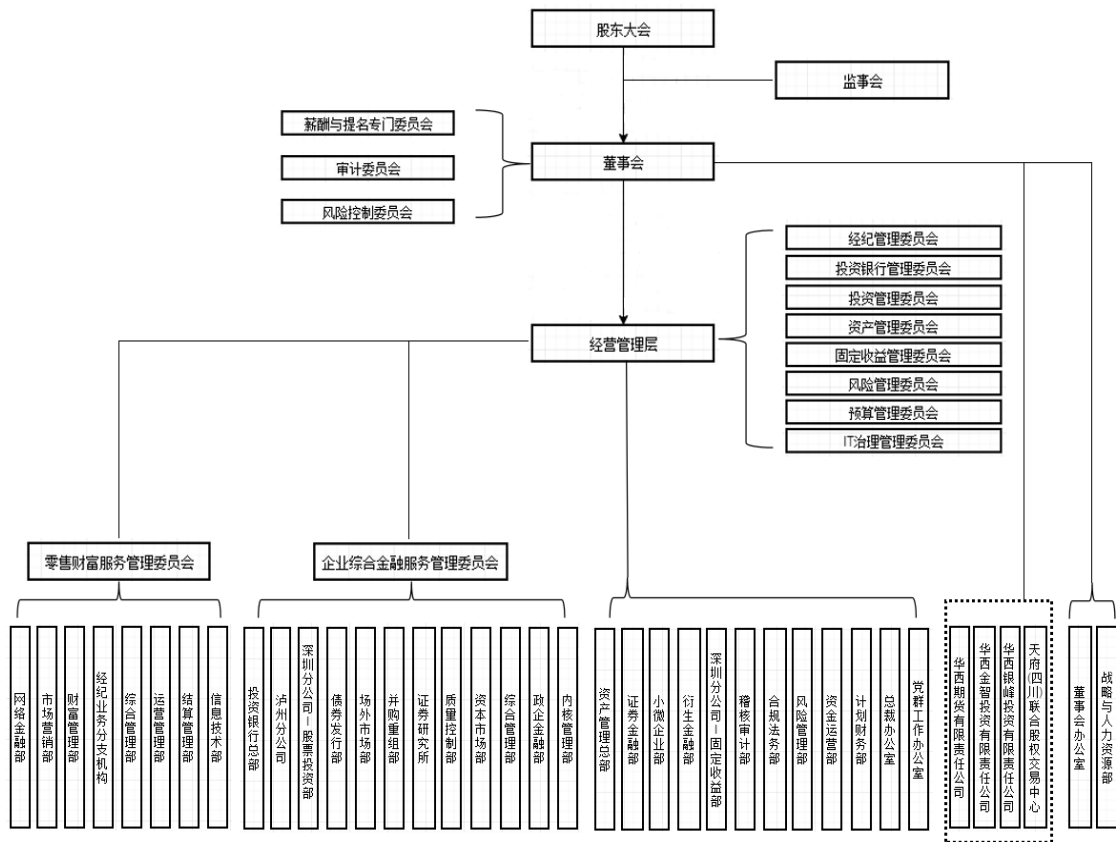 股东大会
监事会
薪酬与提名专门委员会
审计委员会
风险控制委员会
董事会
经纪管理委员会
投资银行管理委员会
投资管理委员会
资产管理委员会
固定收益管理委员会
风险管理委员会
预算管理委员会
IT治理管理委员会
经营管理层
零售财富服务管理委员会
企业综合金融服务管理委员会
网络金融部
市场营销部
财富管理部
经纪业务分支机构
综合管理部
运营管理部
结算管理部
信息技术部
投资银行总部
泸州分公司
深圳分公司－股票投资部
债券发行部
场外市场部
并购重组部
证券研究所
质量控制部
资本市场部
综合管理部
政企金融部
内核管理部
资产管理总部
证券金融部
小微企业部
衍生金融部
深圳分公司－固定收益部
稽核审计部
合规法务部
风险管理部
资金运营部
计划财务部
总裁办公室
党群工作办公室
华西期货有限责任公司
华西金智投资有限责任公司
华西银峰投资有限责任公司
天府(四川)联合股权交易中心
董事会办公室
战略与人力资源部